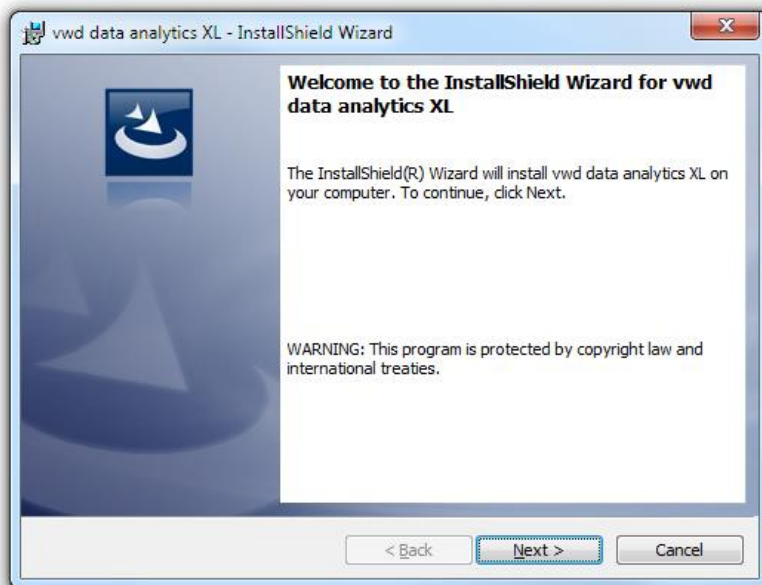 vwd data analytics XL - InstallShield Wizard
Welcome to the InstallShield Wizard for vwd
data analytics XL
The InstallShield(R) Wizard will install vwd data analytics XL on
your computer. To continue, click Next.
WARNING: This program is protected by copyright law and
international treaties.
< Back
Next >
Cancel